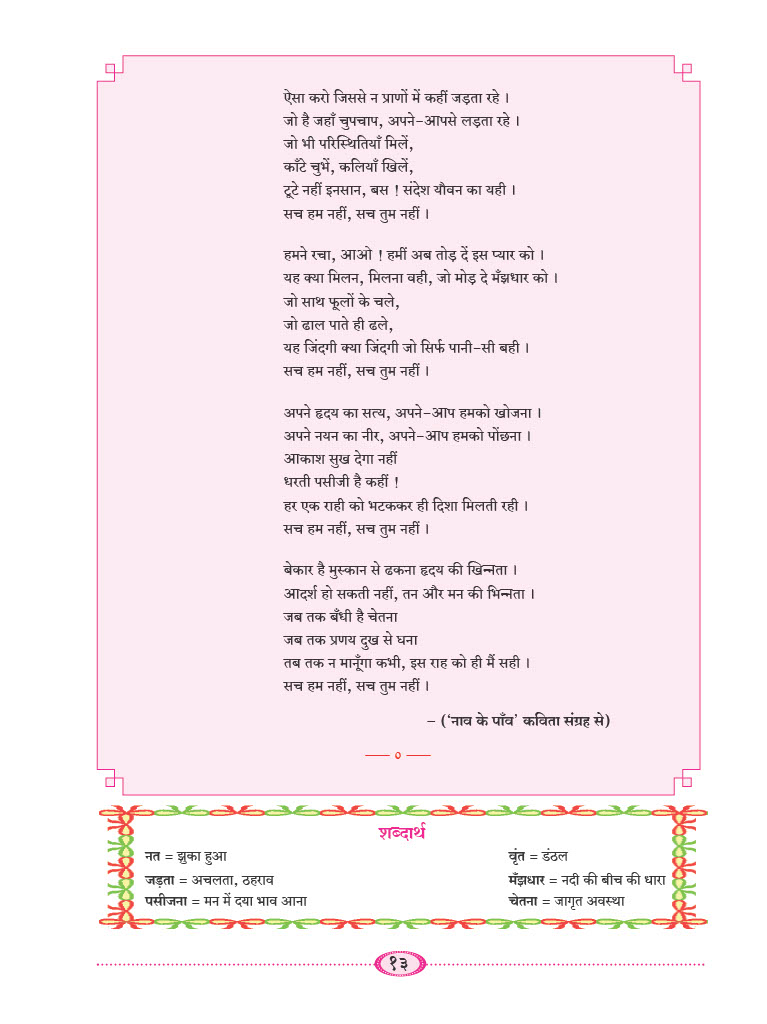 ऐसा करो जिससे न प्राणों में कहीं जड़ता रहे ।
जो है जहाँ चुपचाप, अपने-आपसे लड़ता रहे ।
जो भी परिस्थितियाँ मिलें,
काँटे चुभें, कलियाँ खिलें,
टूटे नहीं इनसान, बस ! संदेश यौवन का यही ।
सच हम नहीं, सच तुम नहीं ।
हमने रचा, आओ ! हमीं अब तोड़ दें इस प्यार को ।
यह क्या मिलन, मिलना वही, जो मोड़ दे मँझधार को ।
जो साथ फूलों के चले,
जो ढाल पाते ही ढले,
यह जिंदगी क्या जिंदगी जो सिर्फ पानी-सी बही ।
सच हम नहीं, सच तुम नहीं ।
अपने हृदय का सत्य, अपने-आप हमको खोजना ।
अपने नयन का नीर, अपने-आप हमको पोंछना ।
आकाश सुख देगा नहीं
धरती पसीजी है कहीं !
हर एक राही को भटककर ही दिशा मिलती रही ।
सच हम नहीं, सच तुम नहीं ।
बेकार है मुस्कान से ढकना हृदय की खिन्नता ।
आदर्श हो सकती नहीं, तन और मन की भिन्नता ।
जब तक बँधी है चेतना
जब तक प्रणय दुख से घना
तब तक न मानूँगा कभी, इस राह को ही मैं सही ।
सच हम नहीं, सच तुम नहीं ।
– (‘नाव के पाँव’ कविता संग्रह से)
०
शब्दार्थ
नत = झुका हुआ
वृंत = डंठल
जड़ता = अचलता, ठहराव
मँझधार = नदी की बीच की धारा
पसीजना = मन में दया भाव आना
चेतना = जागृत अवस्था
१३